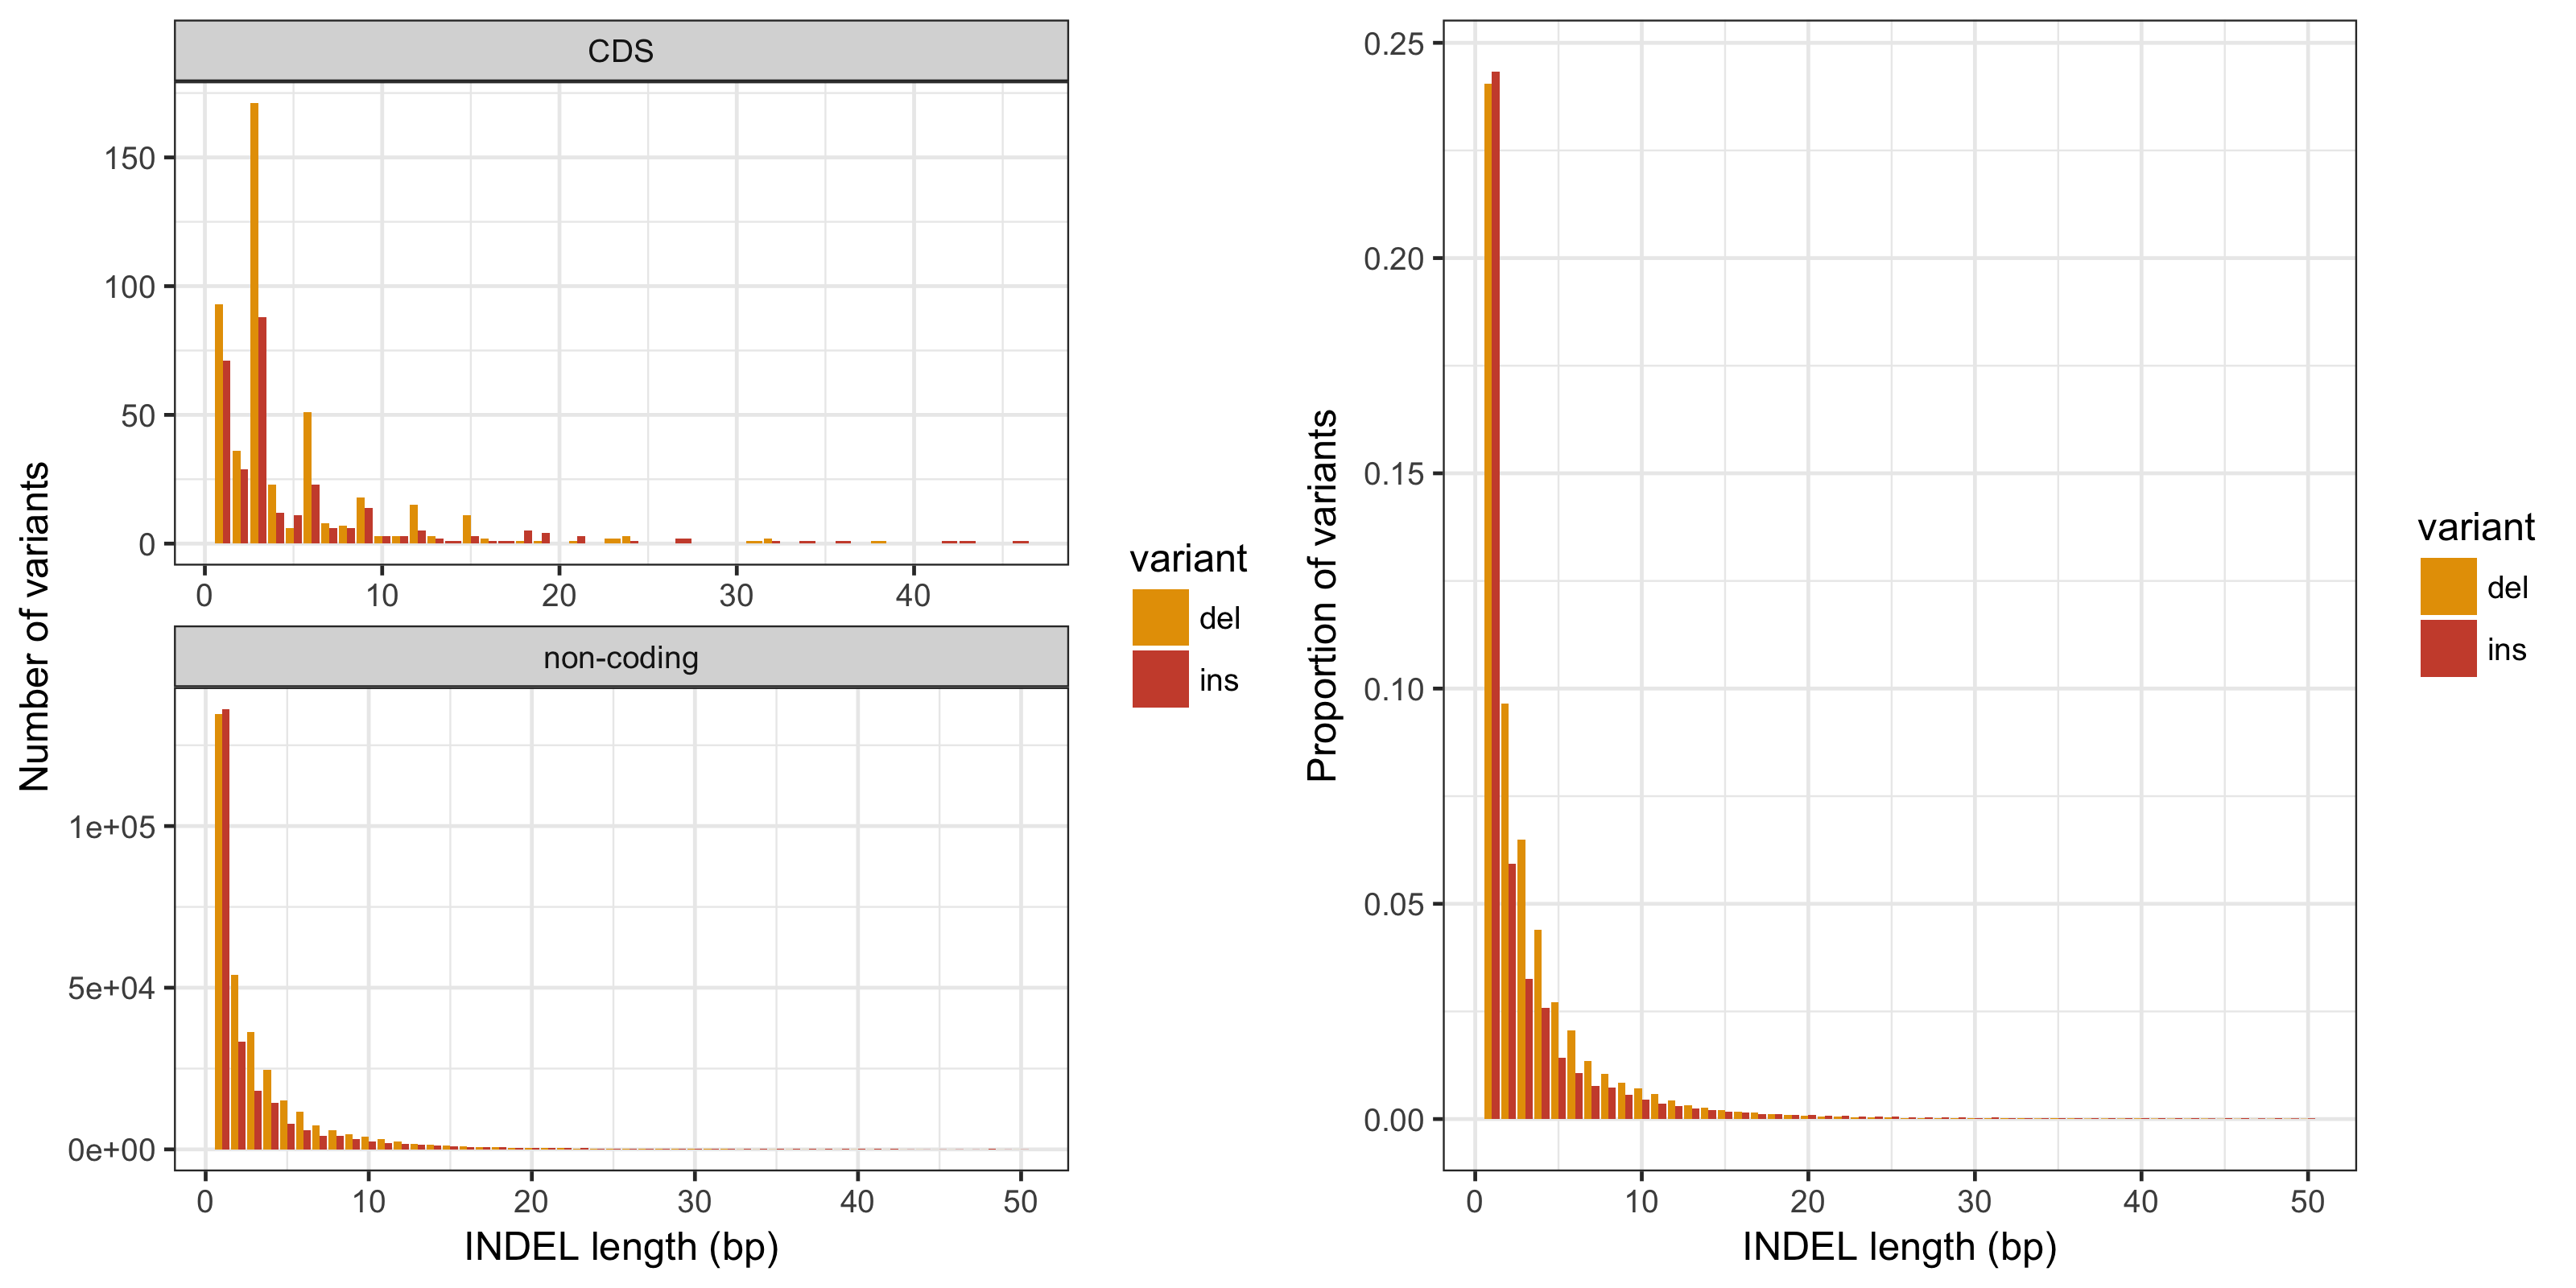 CDS
150
100
50
0
0 10 20 30 40
non-coding
1e+05
5e+04
0e+00
0 10 20 30 40 50
INDEL length (bp)
Number of variants
variant
del
ins
0.25
0.20
0.15
0.10
0.05
0.00
0 10 20 30 40 50
INDEL length (bp)
Proportion of variants
variant
del
ins